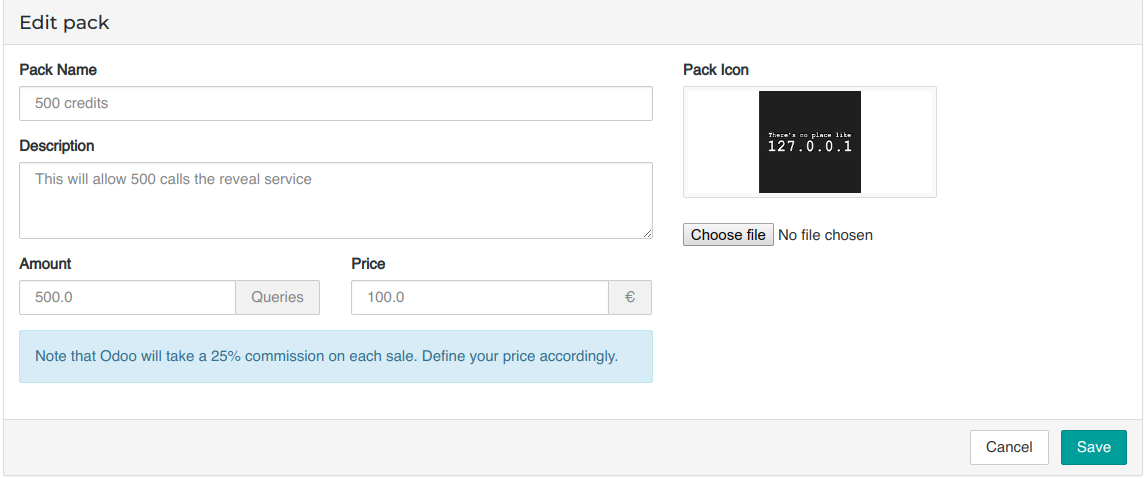 Edit pack
Pack Name
500 credits
Description
This will allow 500 calls the reveal service
Amount
500.0 Queries
Price
100.0 €
Note that Odoo will take a 25% commission on each sale. Define your price accordingly.
Pack Icon
There's no place like
127.0.0.1
Choose file No file chosen
Cancel Save